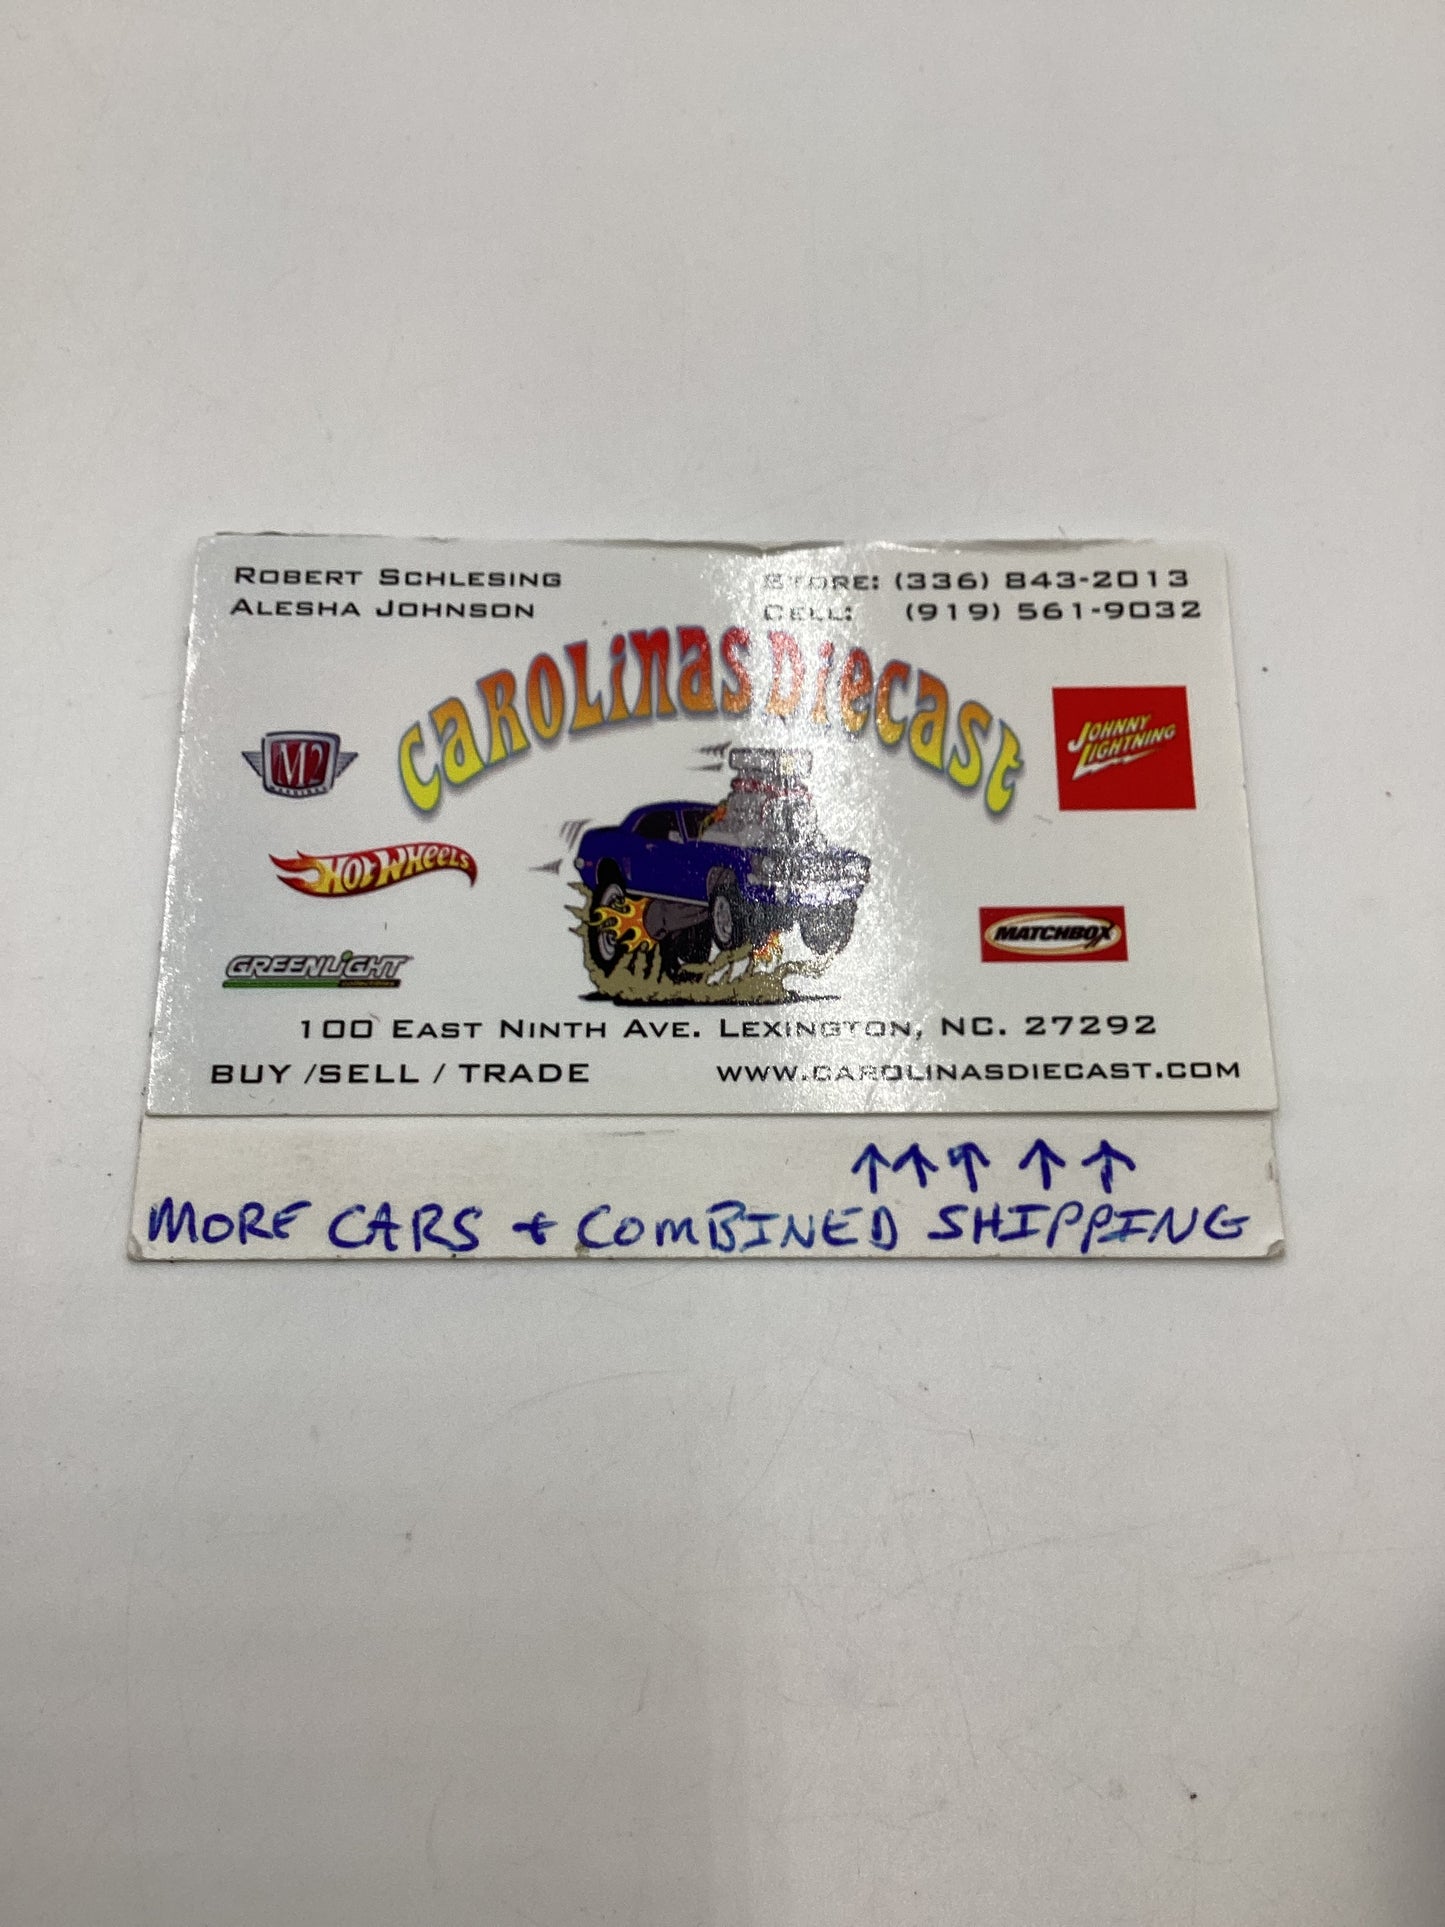 ROBERT SCHLESING
ALESHA JOHNSON
STORE: (336) 843-2013
CELL: (919) 561-9032
CAROLINAS DIECAST
M2
MACHINES
JOHNNY
LIGHTNING
HOT WHEELS
MATCHBOX
GREENLIGHT
collectibles
100 EAST NINTH AVE. LEXINGTON, NC. 27292
BUY /SELL / TRADE
WWW.CAROLINASDIECAST.COM
↑↑↑ ↑ ↑
MORE CARS + COMBINED SHIPPING